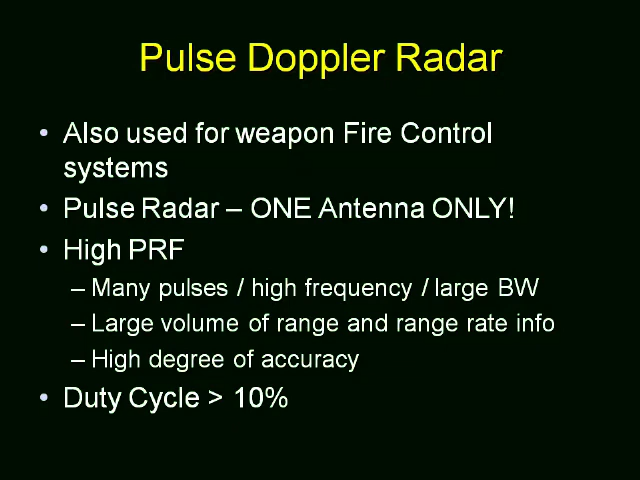 Pulse Doppler Radar
• Also used for weapon Fire Control
systems
• Pulse Radar – ONE Antenna ONLY!
• High PRF
– Many pulses / high frequency / large BW
– Large volume of range and range rate info
– High degree of accuracy
• Duty Cycle > 10%